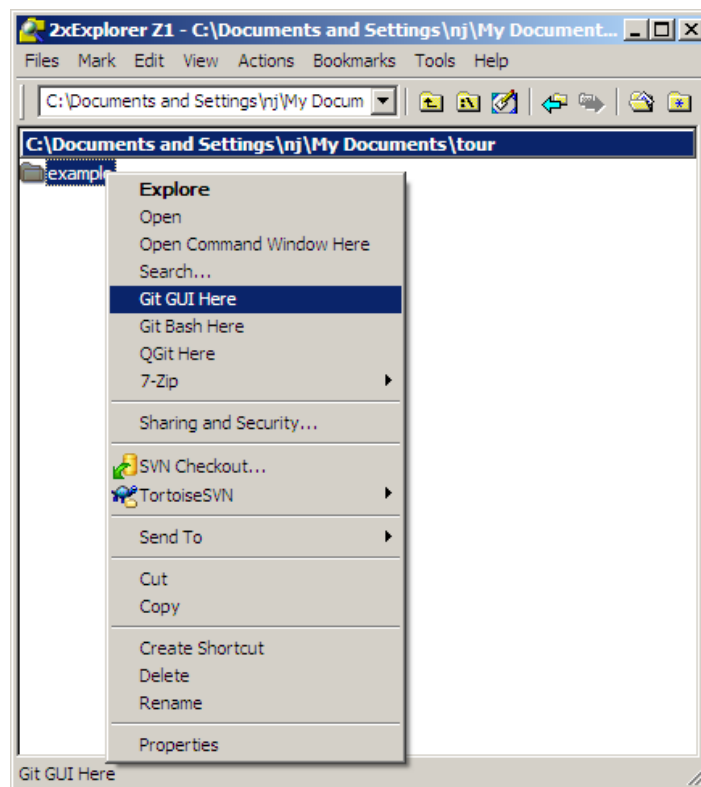 2xExplorer Z1 - C:\Documents and Settings\nj\My Document...
Files Mark Edit View Actions Bookmarks Tools Help
C:\Documents and Settings\nj\My Docum
C:\Documents and Settings\nj\My Documents\tour
example
Explore
Open
Open Command Window Here
Search...
Git GUI Here
Git Bash Here
QGit Here
7-Zip
Sharing and Security...
SVN Checkout...
TortoiseSVN
Send To
Cut
Copy
Create Shortcut
Delete
Rename
Properties
Git GUI Here